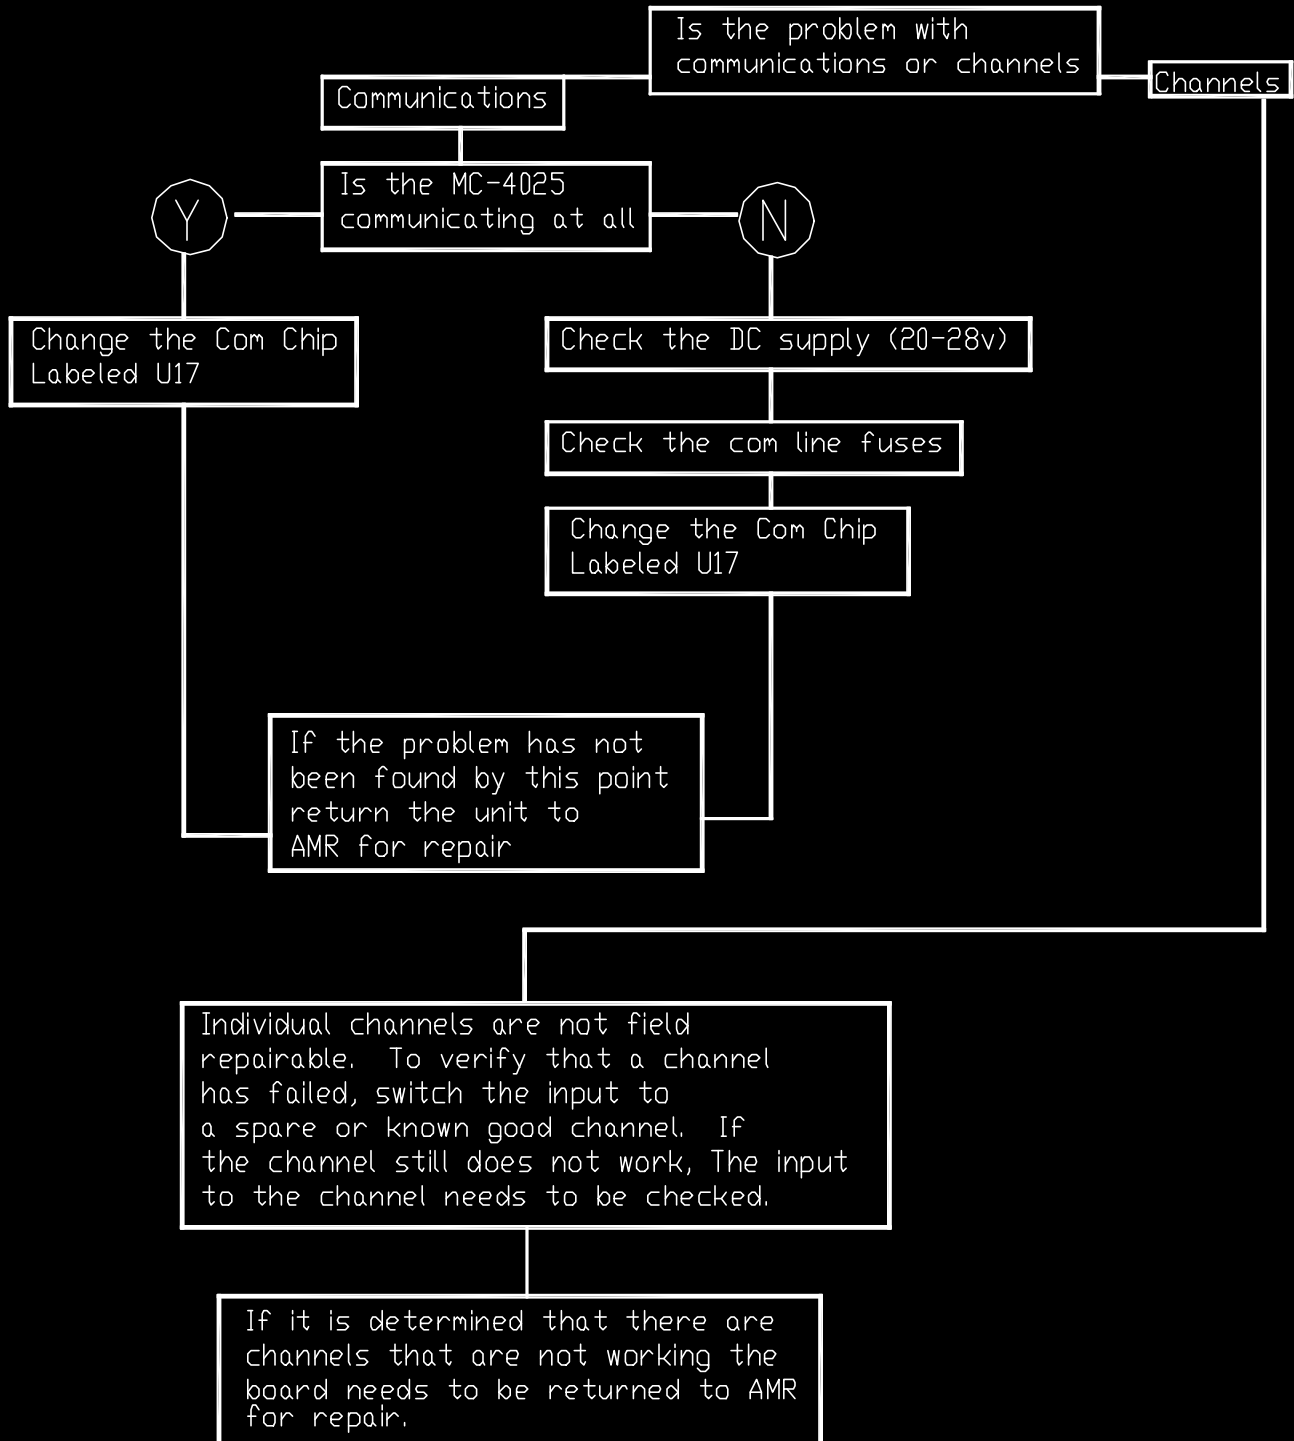 Is the problem with
communications or channels
Channels
Communications
Is the MC-4025
communicating at all
Y
N
Change the Com Chip
Labeled U17
Check the DC supply (20-28v)
Check the com line fuses
Change the Com Chip
Labeled U17
If the problem has not
been found by this point
return the unit to
AMR for repair
Individual channels are not field
repairable. To verify that a channel
has failed, switch the input to
a spare or known good channel. If
the channel still does not work, The input
to the channel needs to be checked.
If it is determined that there are
channels that are not working the
board needs to be returned to AMR
for repair.